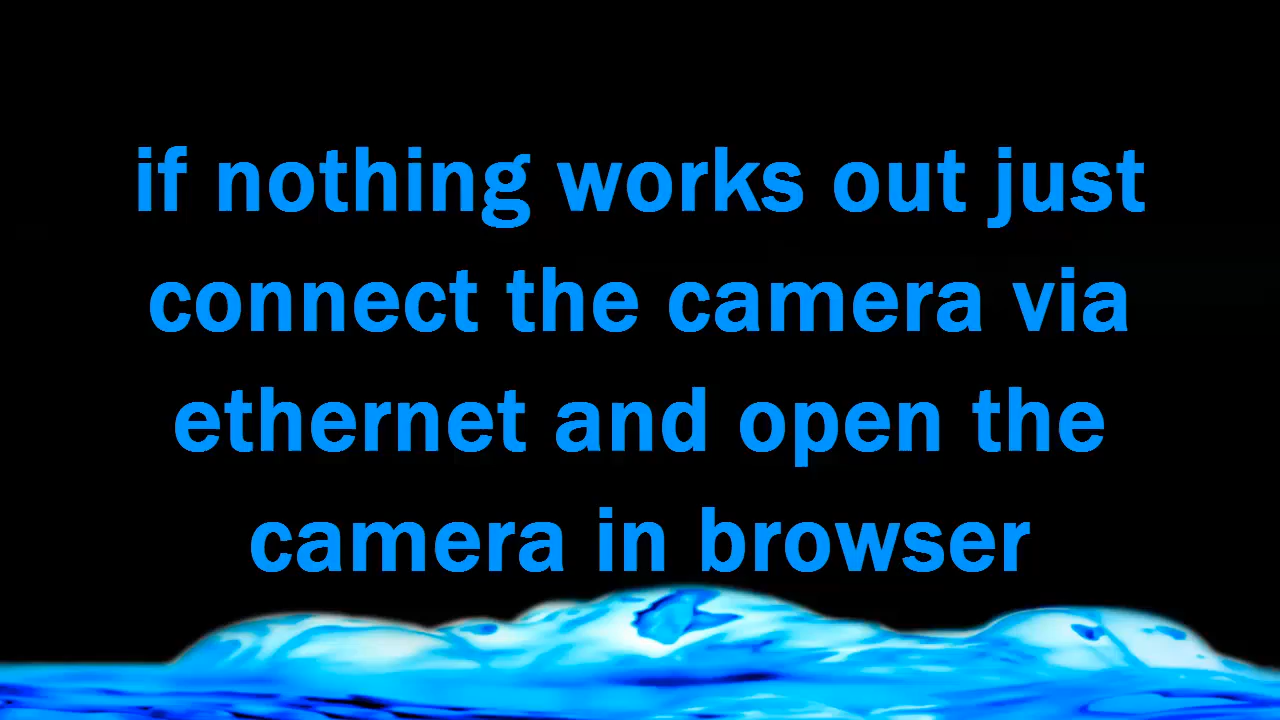 if nothing works out just
connect the camera via
ethernet and open the
camera in browser